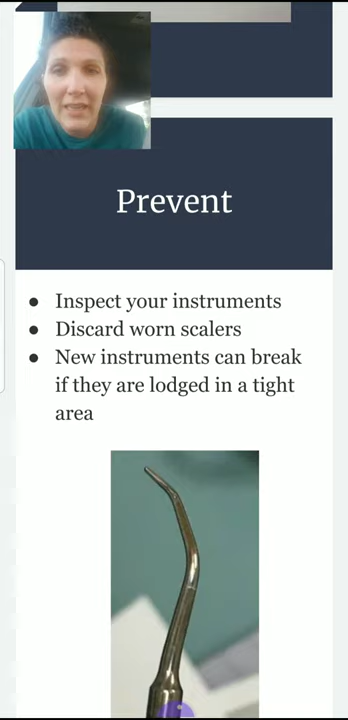 Prevent
● Inspect your instruments
● Discard worn scalers
● New instruments can break
if they are lodged in a tight
area